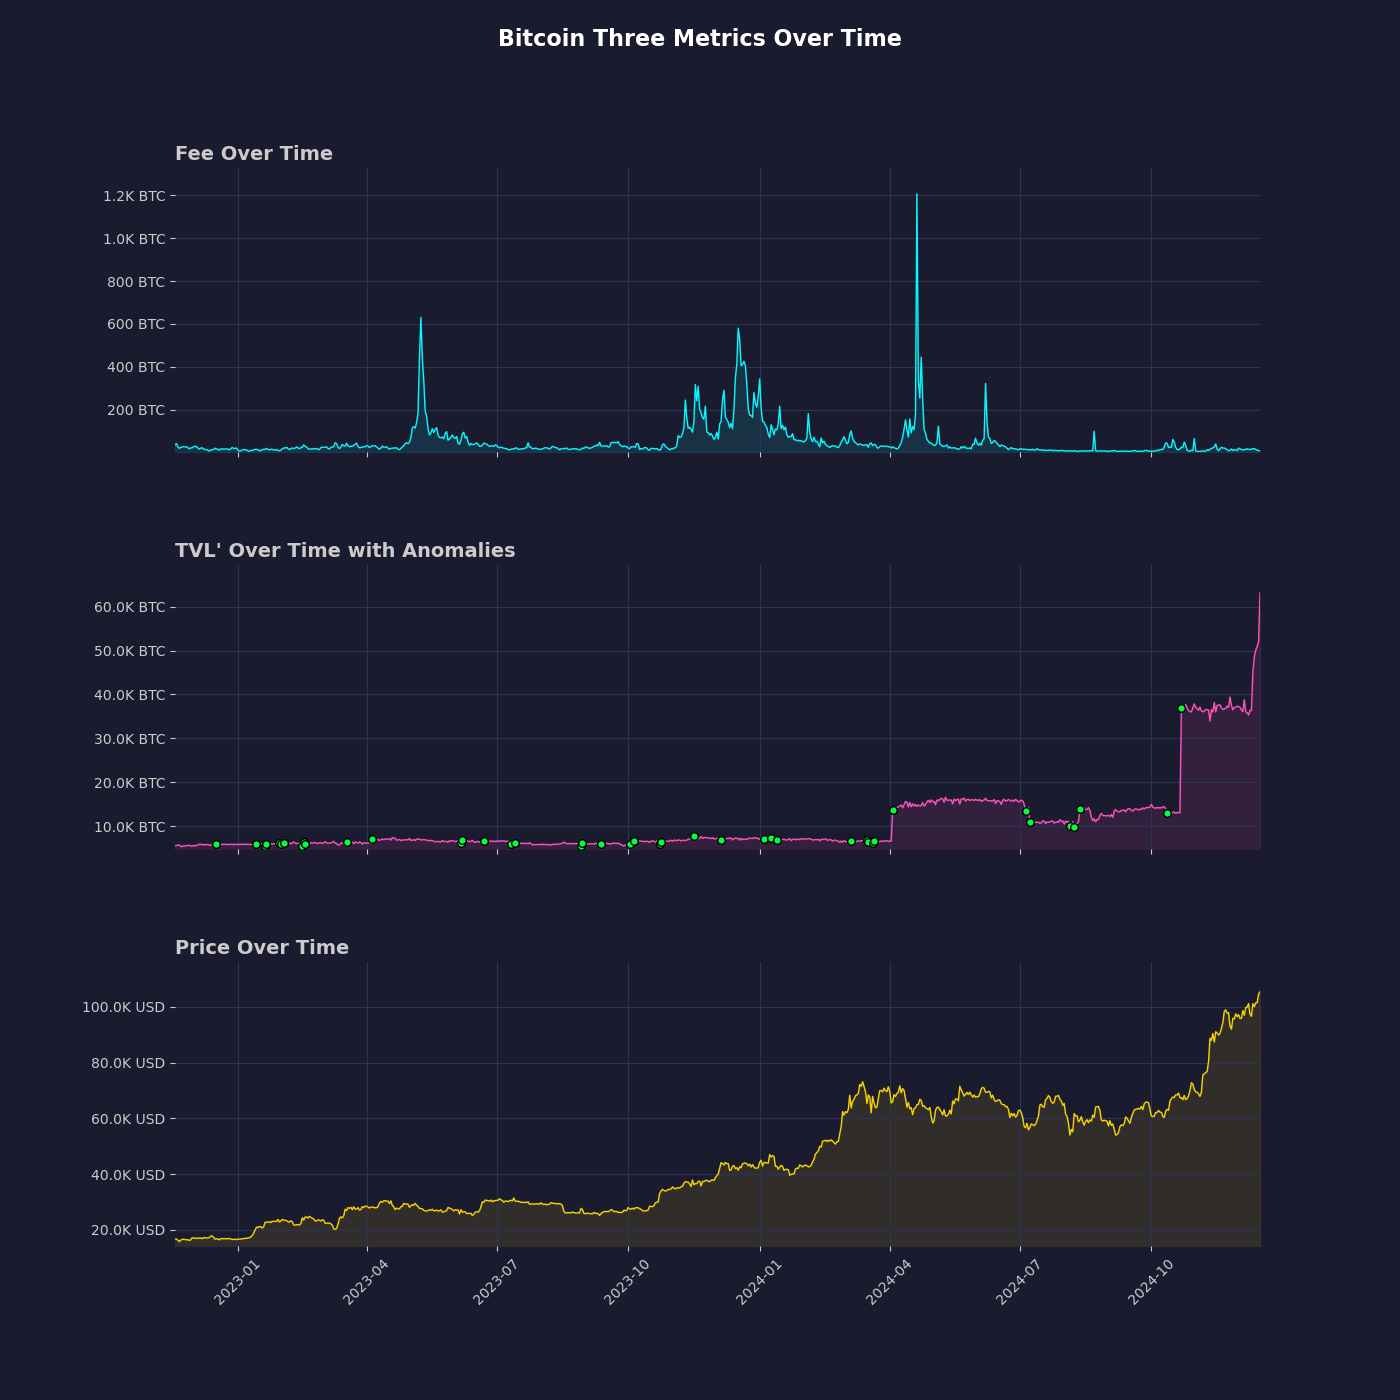 Bitcoin Three Metrics Over Time
Fee Over Time
1.2K BTC
1.0K BTC
800 BTC
600 BTC
400 BTC
200 BTC
TVL' Over Time with Anomalies
60.0K BTC
50.0K BTC
40.0K BTC
30.0K BTC
20.0K BTC
10.0K BTC
Price Over Time
100.0K USD
80.0K USD
60.0K USD
40.0K USD
20.0K USD
2023-01
2023-04
2023-07
2023-10
2024-01
2024-04
2024-07
2024-10